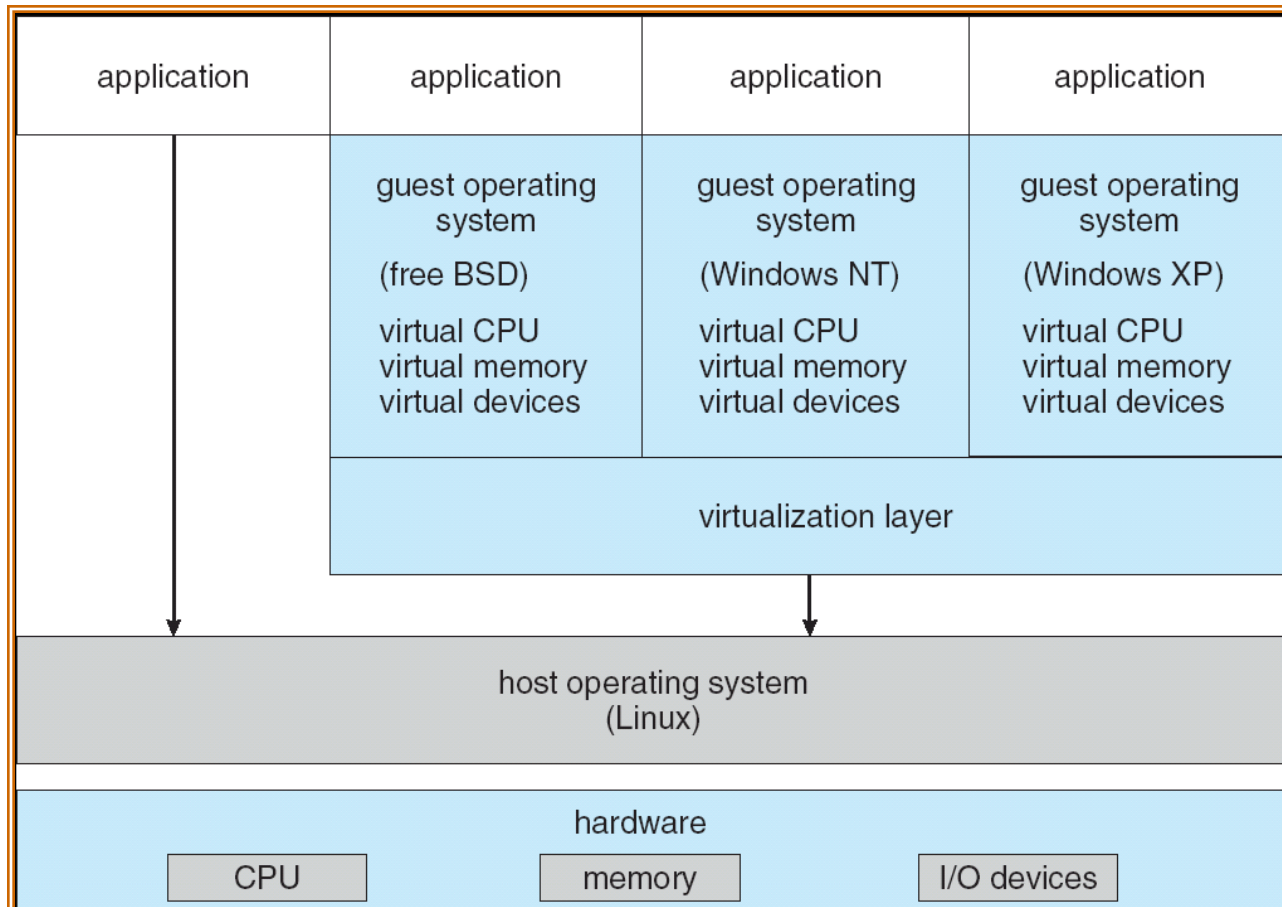 application
application
application
application
guest operating
system
(free BSD)
virtual CPU
virtual memory
virtual devices
guest operating
system
(Windows NT)
virtual CPU
virtual memory
virtual devices
guest operating
system
(Windows XP)
virtual CPU
virtual memory
virtual devices
virtualization layer
host operating system
(Linux)
hardware
CPU
memory
I/O devices